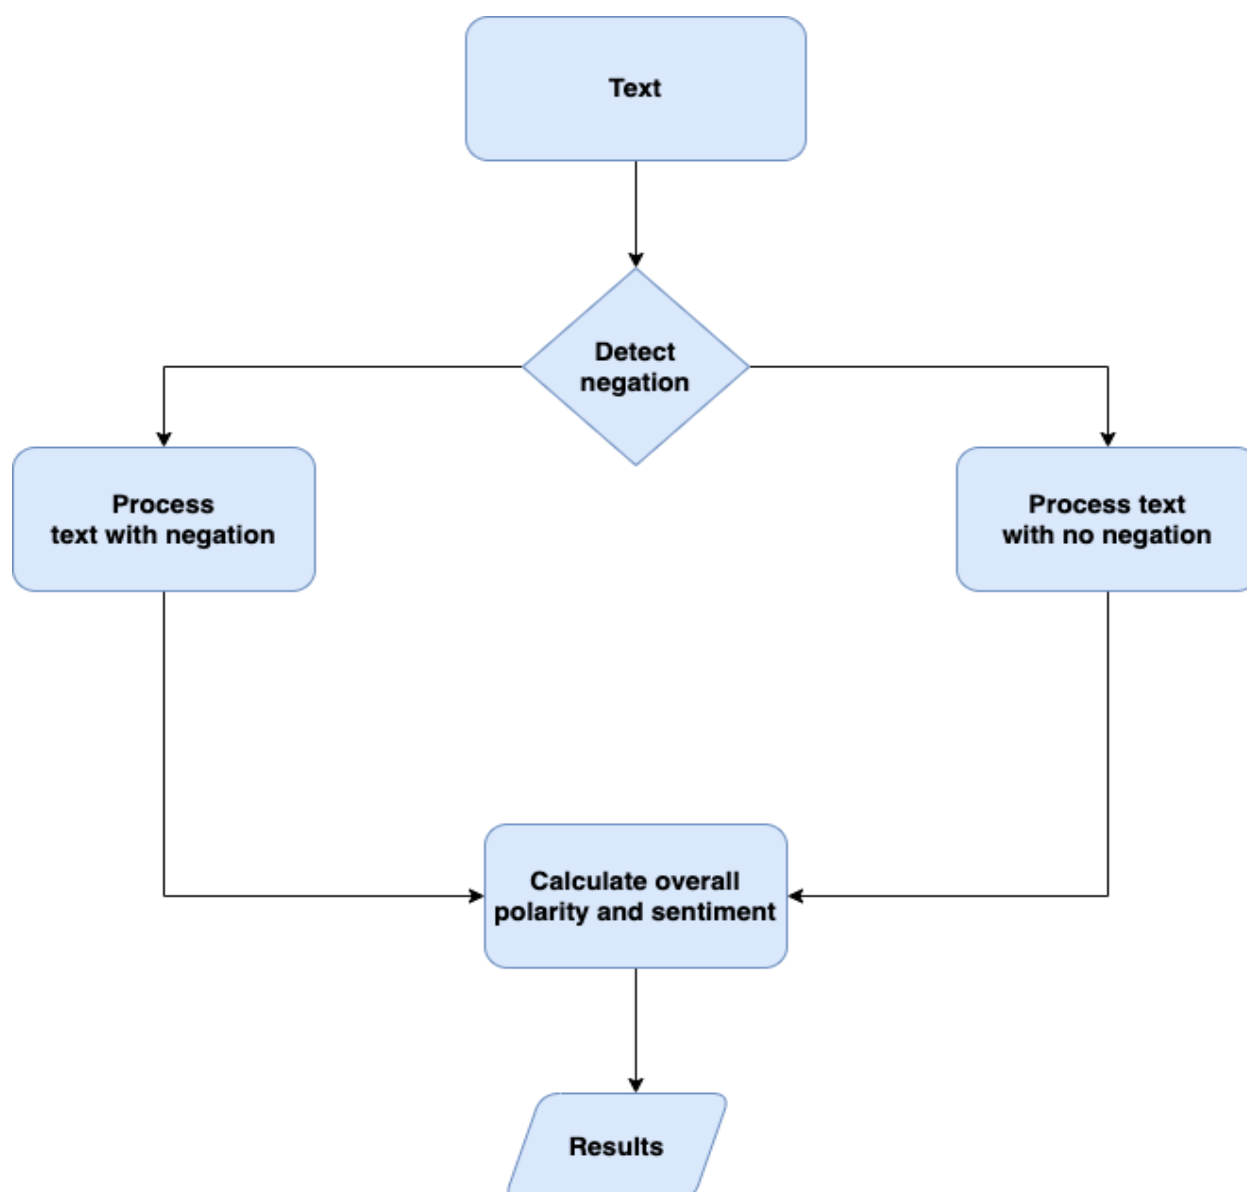 Text
Detect
negation
Process
text with negation
Process text
with no negation
Calculate overall
polarity and sentiment
Results